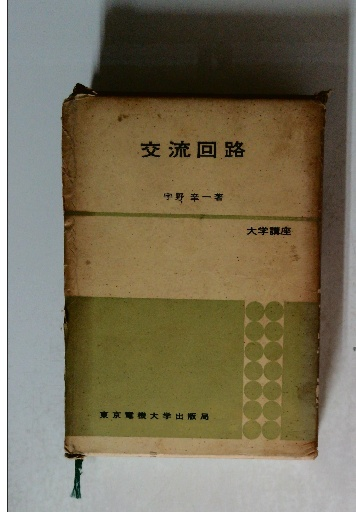 交流回路
宇野 辛一著
大学講座
東京電機大学出版局